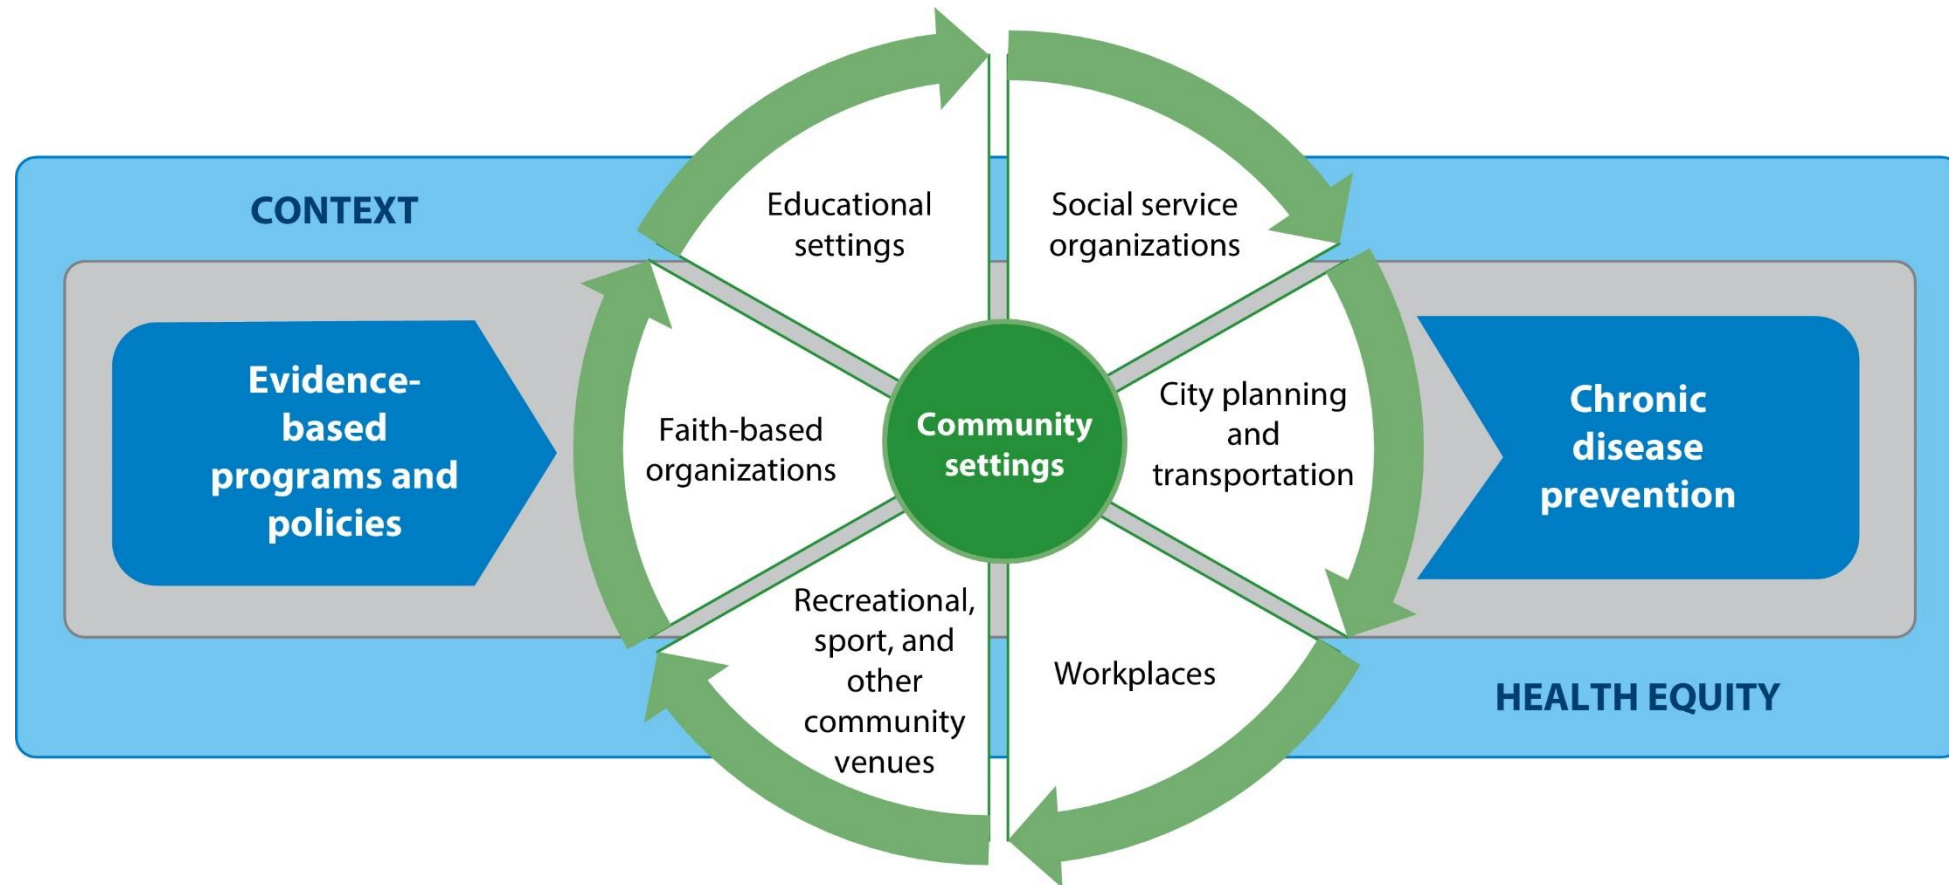 CONTEXT
Educational
settings
Social service
organizations
Evidence-
based
programs and
policies
Faith-based
organizations
Community
settings
City planning
and
transportation
Chronic
disease
prevention
Recreational,
sport, and
other
community
venues
Workplaces
HEALTH EQUITY